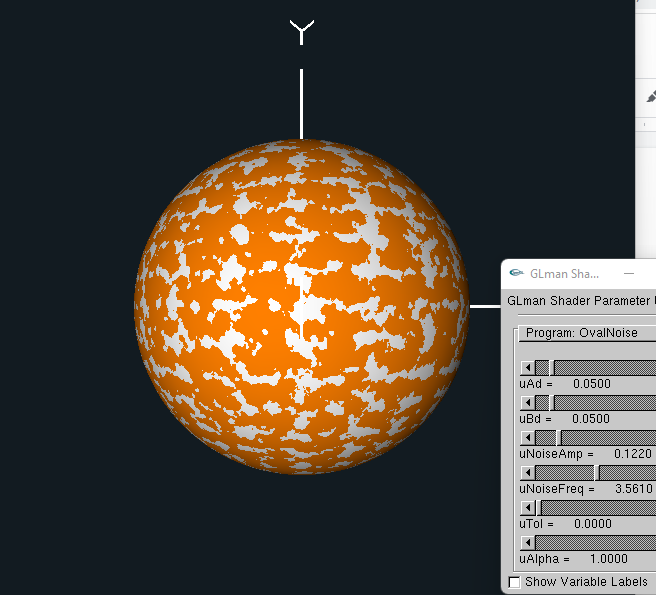 Y
GLman Sha...
GLman Shader Parameter
Program: OvalNoise
uAd = 0.0500
uBd = 0.0500
uNoiseAmp = 0.1220
uNoiseFreq = 3.5610
uTol = 0.0000
uAlpha = 1.0000
Show Variable Labels